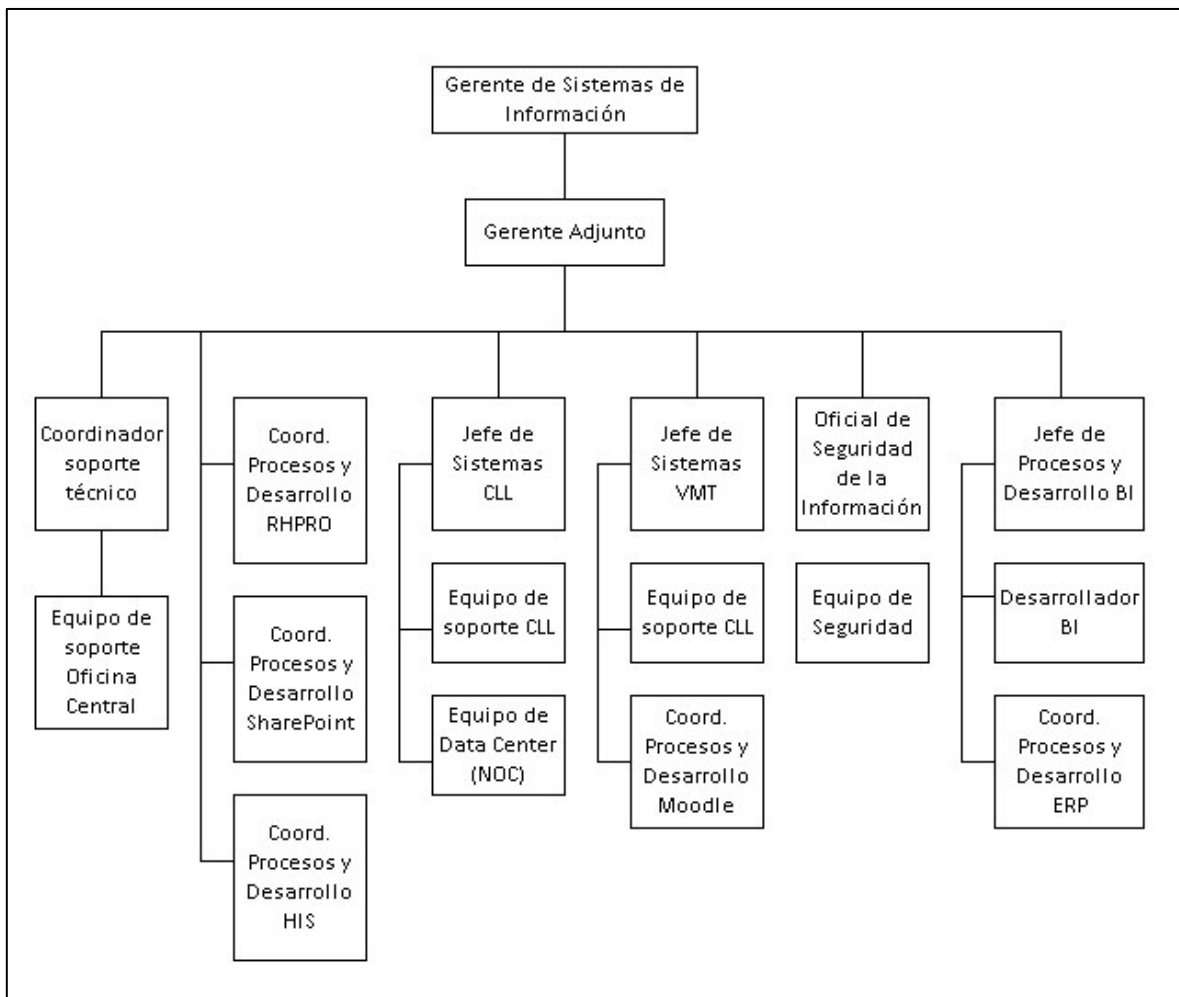 Gerente de Sistemas de
Información
Gerente Adjunto
Coordinador
soporte
técnico
Equipo de
soporte
Oficina
Central
Coord.
Procesos y
Desarrollo
RHPRO
Coord.
Procesos y
Desarrollo
SharePoint
Coord.
Procesos y
Desarrollo
HIS
Jefe de
Sistemas
CLL
Equipo de
soporte CLL
Equipo de
Data Center
(NOC)
Jefe de
Sistemas
VMT
Equipo de
soporte CLL
Coord.
Procesos y
Desarrollo
Moodle
Oficial de
Seguridad
de la
Información
Equipo de
Seguridad
Jefe de
Procesos y
Desarrollo BI
Desarrollador
BI
Coord.
Procesos y
Desarrollo
ERP